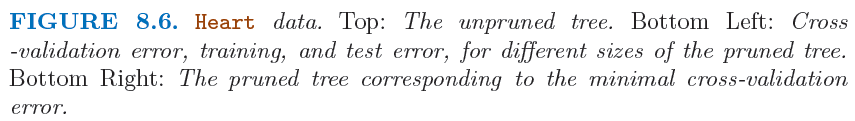 FIGURE 8.6. Heart data. Top: The unpruned tree. Bottom Left: Cross
-validation error, training, and test error, for different sizes of the pruned tree.
Bottom Right: The pruned tree corresponding to the minimal cross-validation
error.